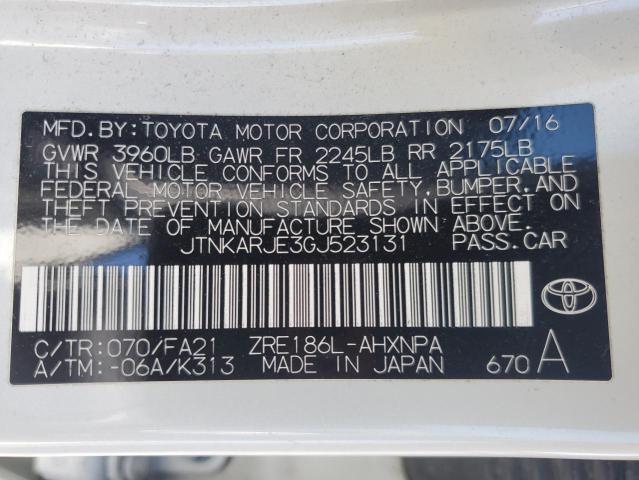 MFD.BY:TOYOTA MOTOR CORPORATION 07/16
GVWR 3960LB GAWR FR 2245LB RR 2175LB
THIS VEHICLE CONFORMS TO ALL APPLICABLE
FEDERAL MOTOR VEHICLE SAFETY,BUMPER,AND
THEFT PREVENTION STANDARDS IN EFFECT ON
THE DATE OF MANUFACTURE SHOWN ABOVE.
JTNKARJE3GJ523131 PASS.CAR
C/TR:070/FA21 ZRE186L-AHXNPA
A/TM:-06A/K313 MADE IN JAPAN 670 A